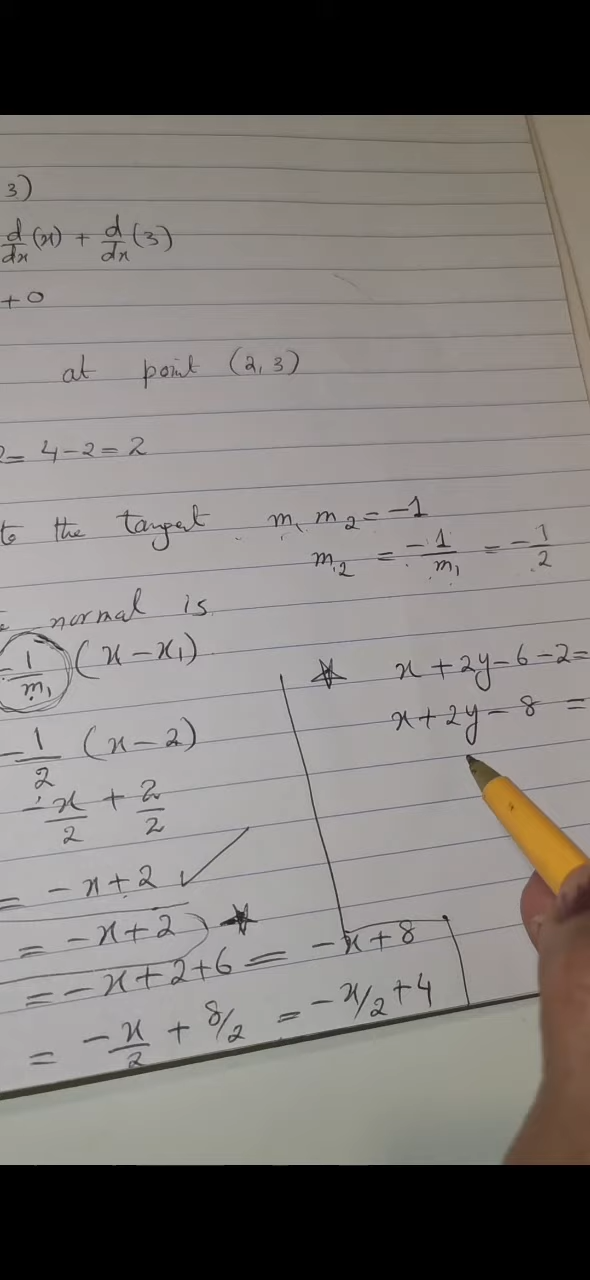 3)
d/dx (x) + d/dx (3)
+ 0
at point (2,3)
2 = 4 - 2 = 2
to the tangent m₁ m₂ = -1
m₂ = -1/m₁ = -1/2
normal is
-1/m₁ (x - x₁)
-1/2 (x - 2)
-x/2 + 2/2
= -x + 2 ✓
= -x + 2 ★
= -x + 2 + 6 = -x + 8
= -x/2 + 8/2 = -x/2 + 4
★ x + 2y - 6 - 2 =
x + 2y - 8 =